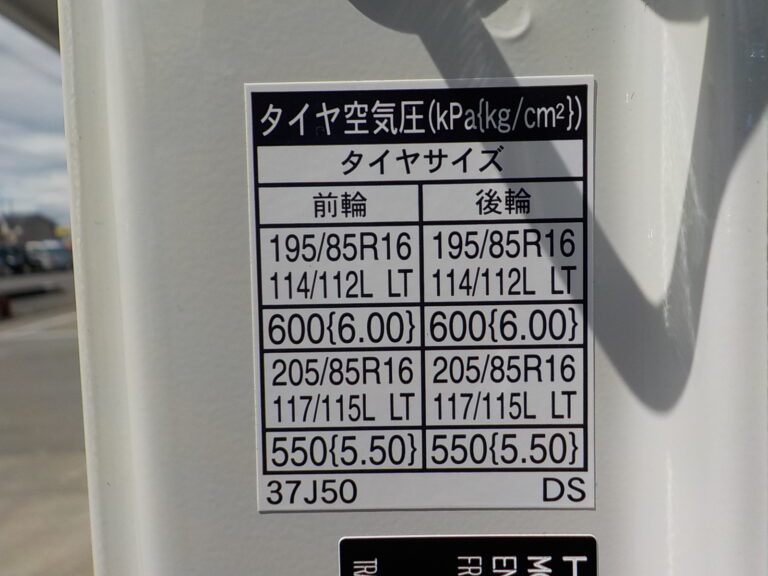 タイヤ空気圧(kPa{kg/cm²})
タイヤサイズ
前輪 後輪
195/85R16 195/85R16
114/112L LT 114/112L LT
600{6.00} 600{6.00}
205/85R16 205/85R16
117/115L LT 117/115L LT
550{5.50} 550{5.50}
37J50 DS